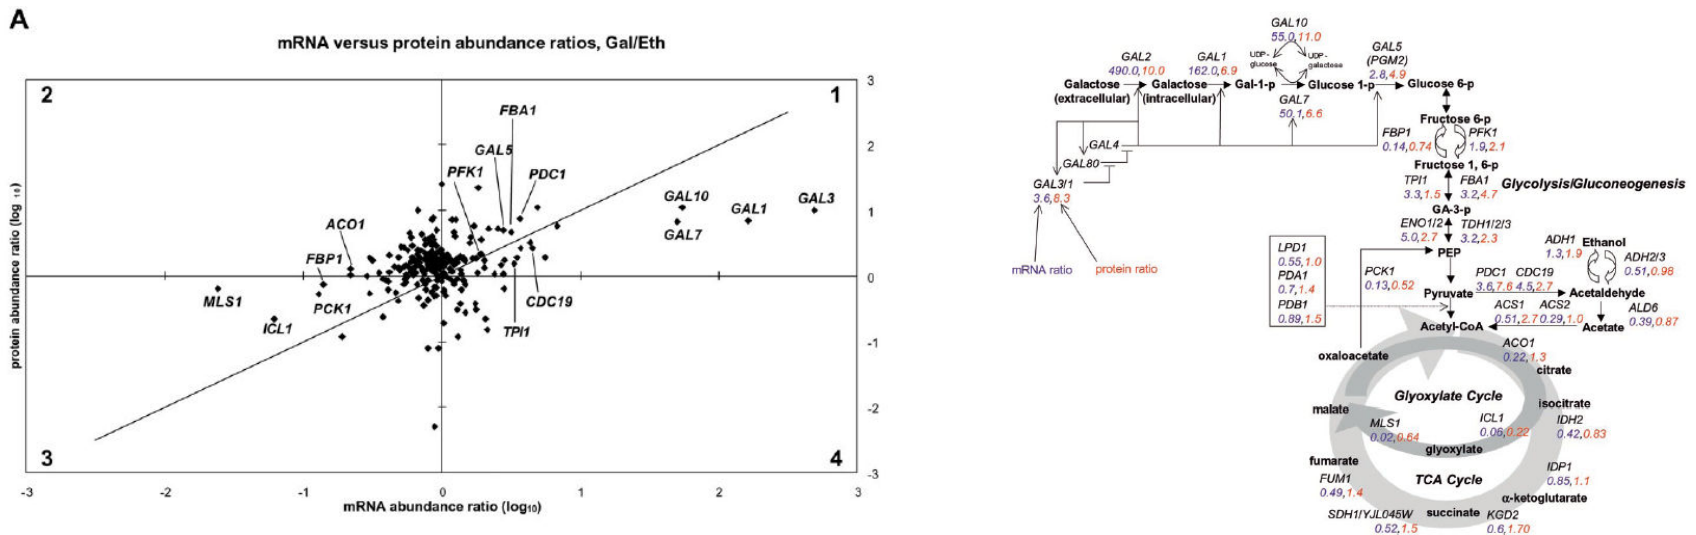 A
mRNA versus protein abundance ratios, Gal/Eth
protein abundance ratio (log 10)
mRNA abundance ratio (log10)
2
1
3
4
3
2
1
0
-1
-2
-3
-3
-2
-1
0
1
2
3
FBA1
GAL5
PFK1
PDC1
GAL10
GAL1
GAL3
GAL7
ACO1
FBP1
MLS1
PCK1
ICL1
CDC19
TPI1
GAL10
55.0,11.0
GAL2
490.0,10.0
GAL1
162.0,6.9
UDP-
glucose
UDP-
galactose
GAL5
(PGM2)
2.8,4.9
Galactose
(extracellular)
Galactose
(intracellular)
Gal-1-p
Glucose 1-p
Glucose 6-p
GAL7
50.1,6.6
Fructose 6-p
GAL4
GAL80
GAL3/1
3.6,8.3
mRNA ratio
protein ratio
FBP1
0.14,0.74
PFK1
1.9,2.1
Fructose 1, 6-p
TPI1
3.3,1.5
FBA1
3.2,4.7
Glycolysis/Gluconeogenesis
GA-3-p
ENO1/2
5.0,2.7
TDH1/2/3
3.2,2.3
PEP
LPD1
0.55,1.0
PDA1
0.7,1.4
PDB1
0.89,1.5
PCK1
0.13,0.52
ADH1
1.3,1.9
Ethanol
ADH2/3
0.51,0.98
PDC1 CDC19
3.6,7.6 4.5,2.7
Pyruvate
Acetaldehyde
ACS1 ACS2
0.51,2.7 0.29,1.0
ALD6
0.39,0.87
Acetyl-CoA
Acetate
oxaloacetate
ACO1
0.22,1.3
citrate
Glyoxylate Cycle
malate
isocitrate
MLS1
0.02,0.64
ICL1
0.06,0.22
IDH2
0.42,0.83
glyoxylate
fumarate
FUM1
0.49,1.4
TCA Cycle
IDP1
0.85,1.1
α-ketoglutarate
SDH1/YJL045W
0.52,1.5
succinate
KGD2
0.6,1.70